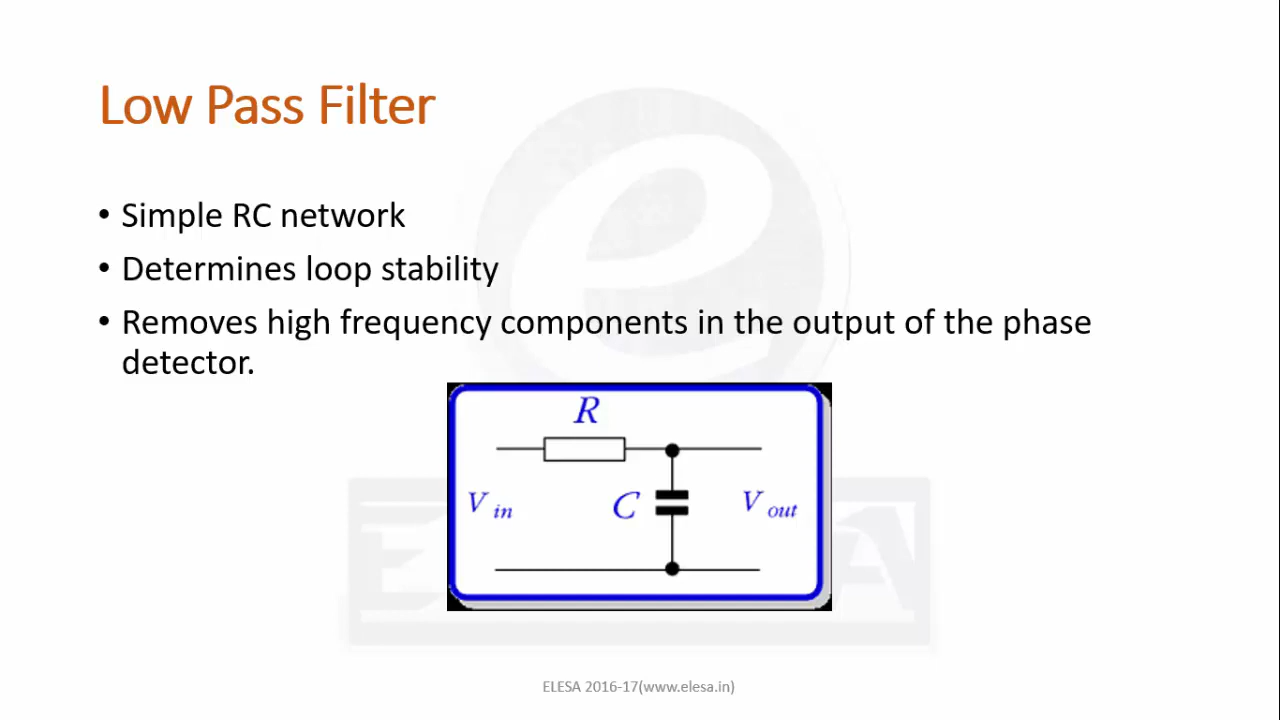 Low Pass Filter
• Simple RC network
• Determines loop stability
• Removes high frequency components in the output of the phase
detector.
R
V in
C
V out
ELESA
ELESA 2016-17(www.elesa.in)